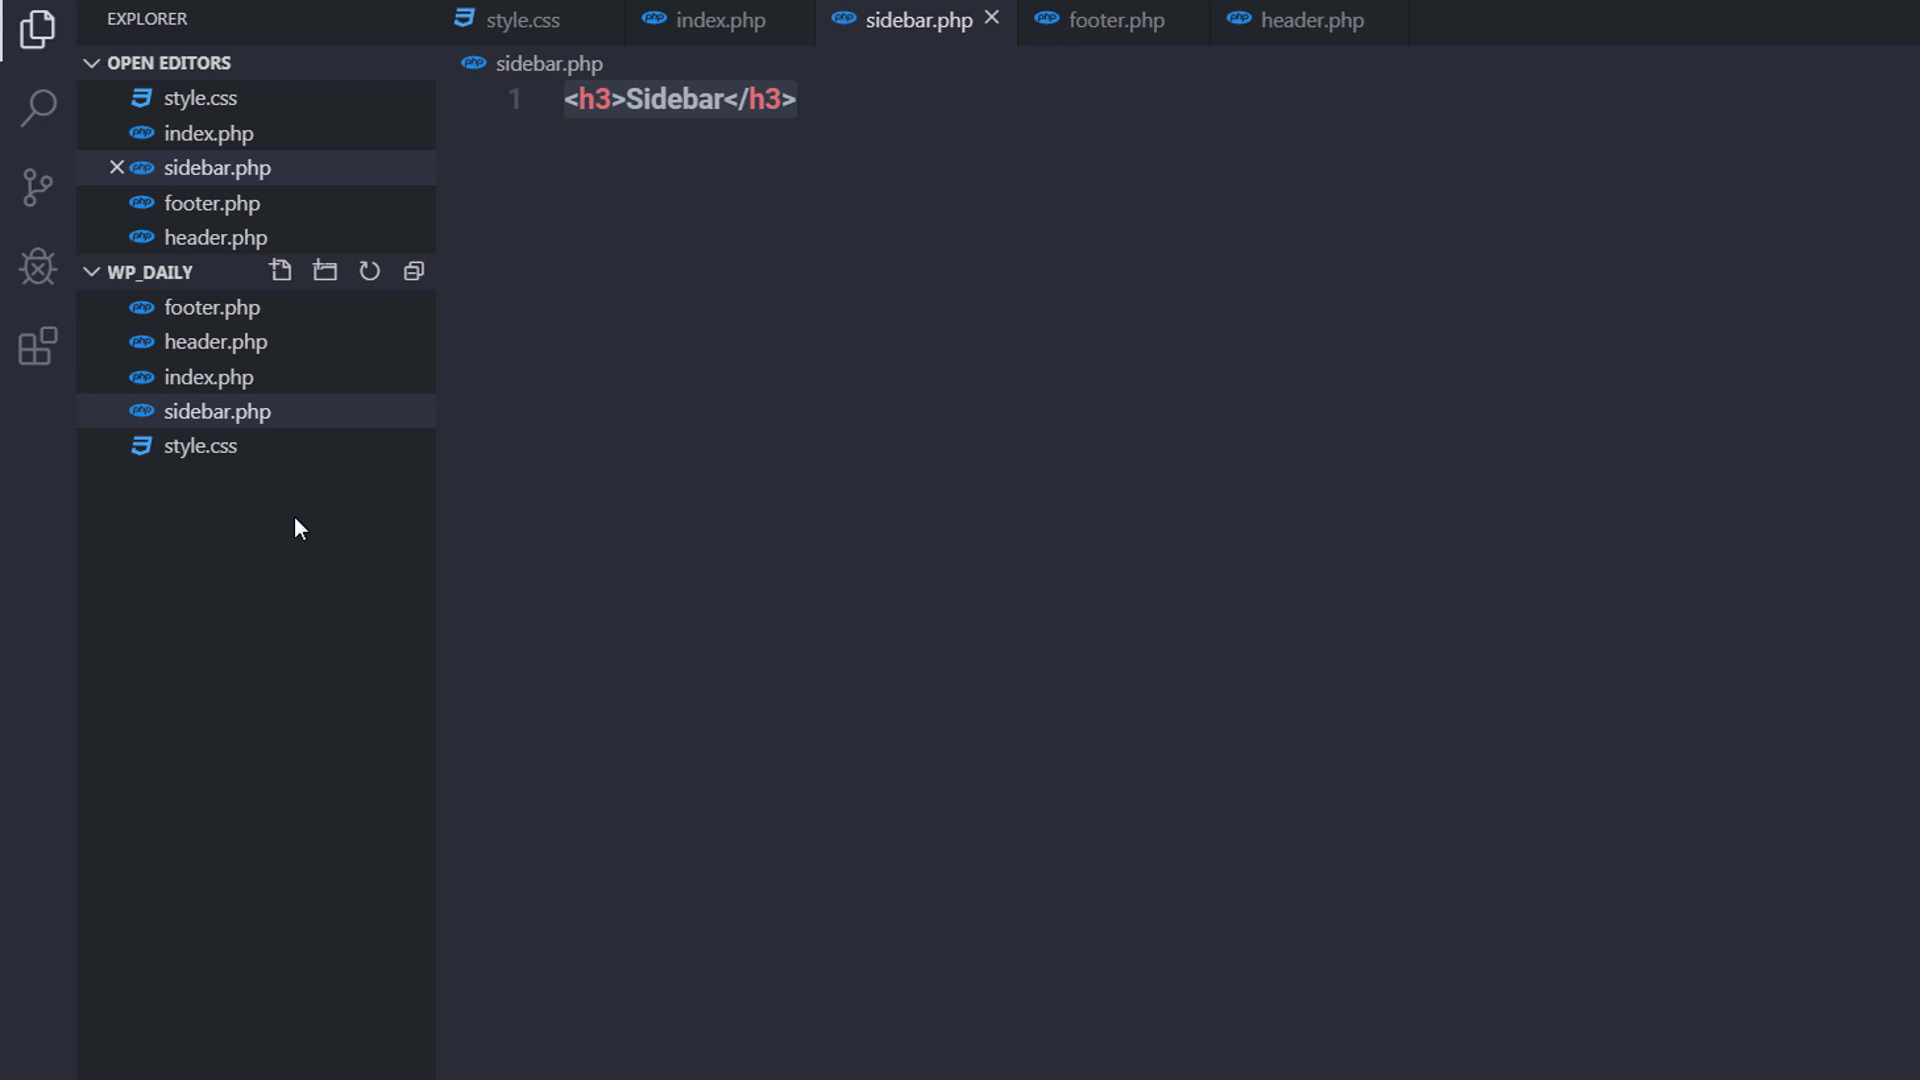 EXPLORER
style.css
index.php
sidebar.php
footer.php
header.php
OPEN EDITORS
style.css
index.php
sidebar.php
footer.php
header.php
WP_DAILY
footer.php
header.php
index.php
sidebar.php
style.css
sidebar.php
1 <h3>Sidebar</h3>